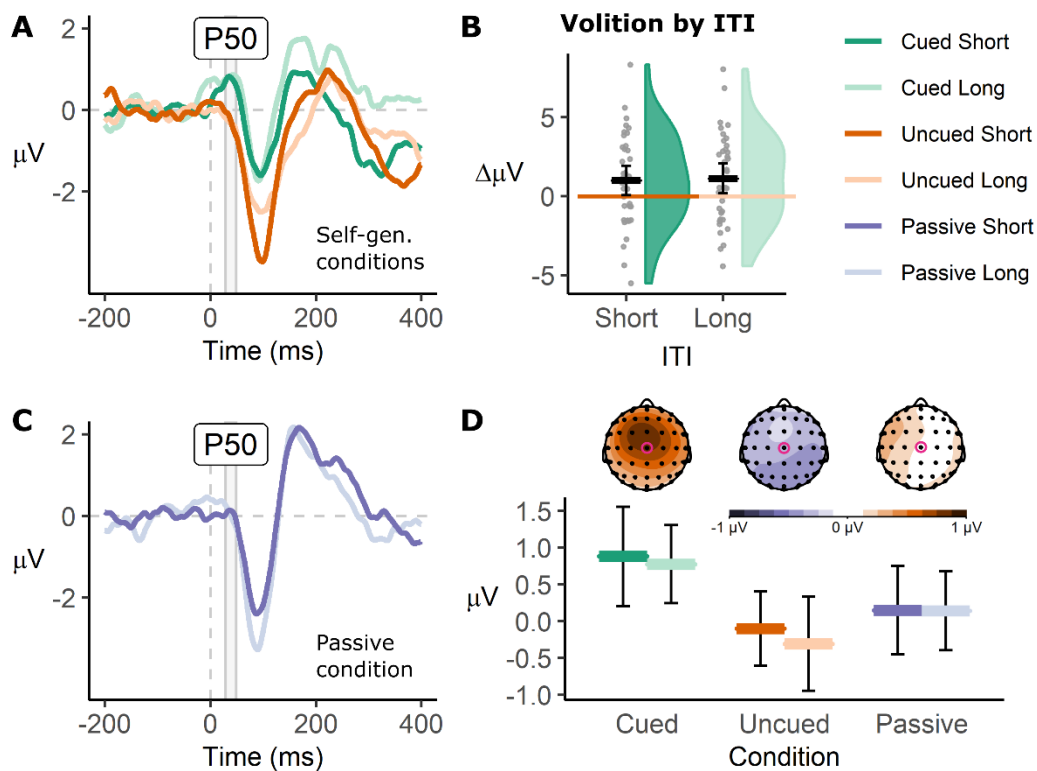 A
P50
2
0
-2
μV
Self-gen.
conditions
-200
0
200
400
Time (ms)
B
Volition by ITI
5
0
-5
ΔμV
Short
Long
ITI
Cued Short
Cued Long
Uncued Short
Uncued Long
Passive Short
Passive Long
C
P50
2
0
-2
μV
Passive
condition
-200
0
200
400
Time (ms)
D
-1 μV
0 μV
1 μV
1.5
1.0
0.5
0.0
-0.5
-1.0
μV
Cued
Uncued
Passive
Condition